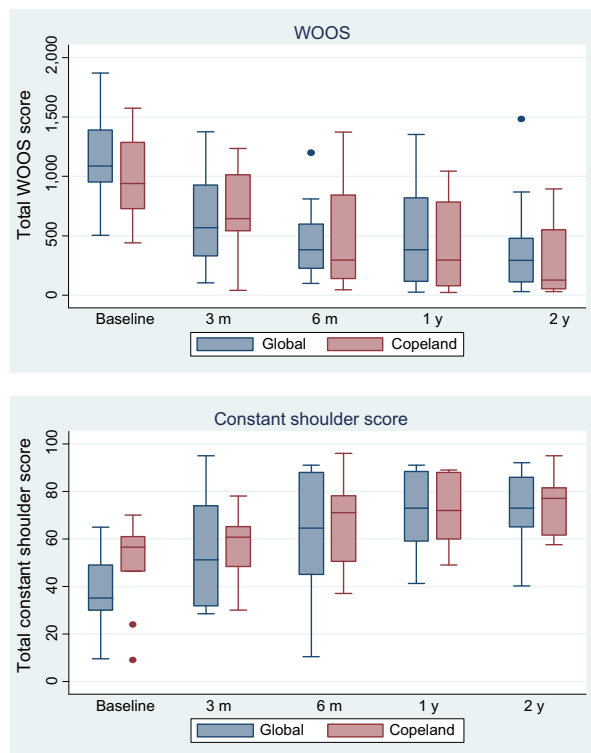 WOOS
Total WOOS score
2,000
1,500
1,000
500
0
Baseline 3 m 6 m 1 y 2 y
Global Copeland
Constant shoulder score
Total constant shoulder score
100
80
60
40
20
0
Baseline 3 m 6 m 1 y 2 y
Global Copeland